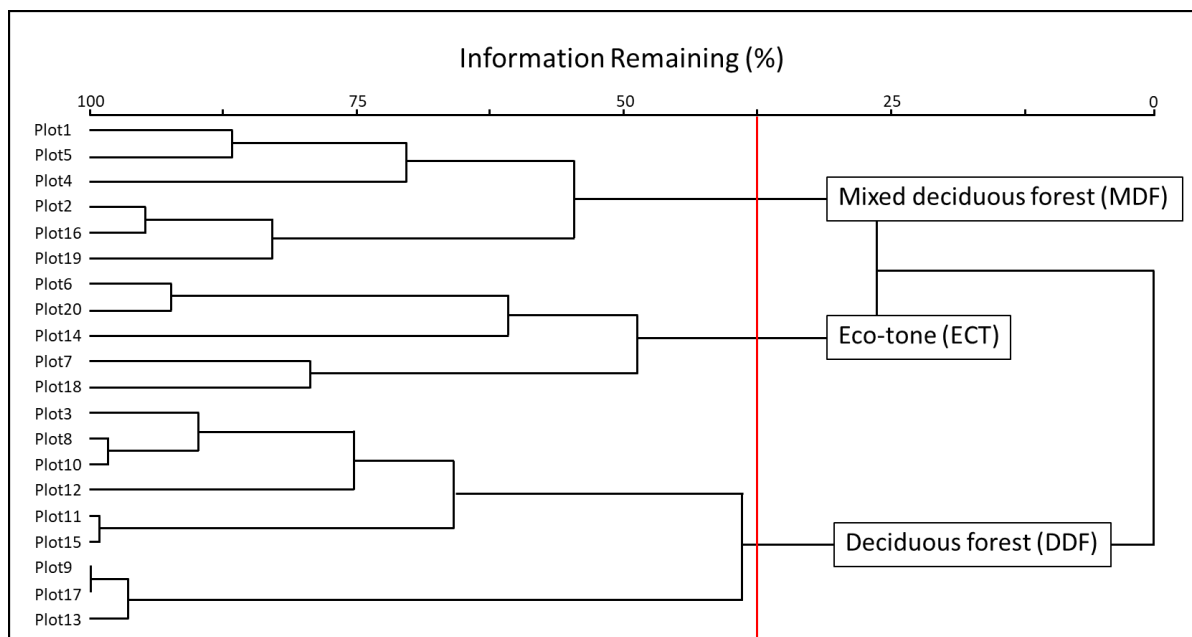 Information Remaining (%)
100 75 50 25 0
Plot1
Plot5
Plot4
Plot2
Mixed deciduous forest (MDF)
Plot16
Plot19
Plot6
Plot20
Plot14
Eco-tone (ECT)
Plot7
Plot18
Plot3
Plot8
Plot10
Plot12
Plot11
Plot15
Deciduous forest (DDF)
Plot9
Plot17
Plot13